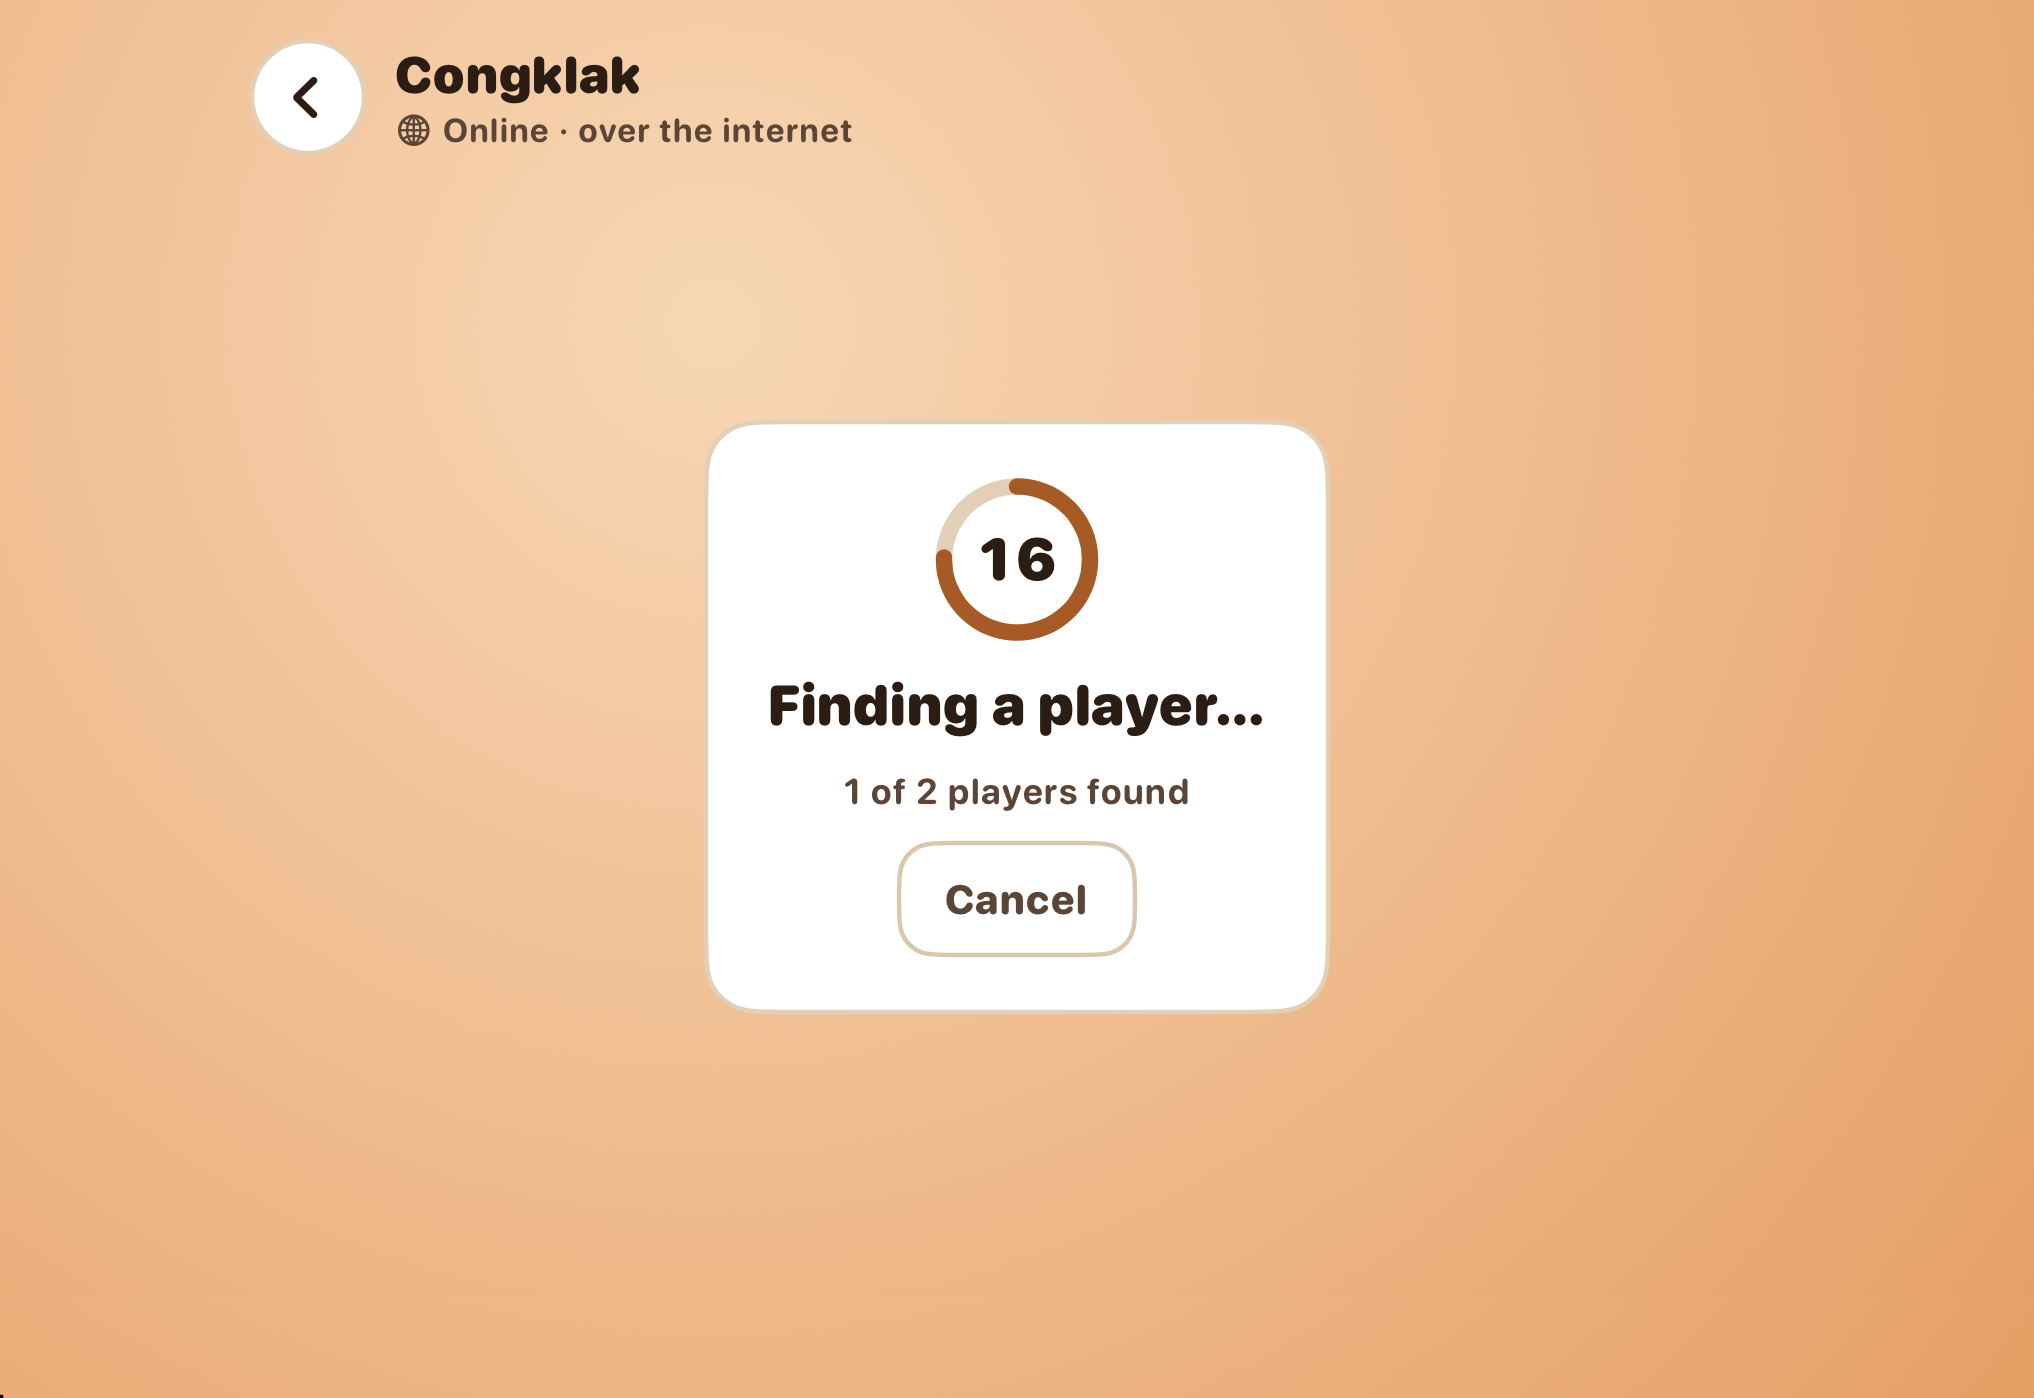 Congklak
Online · over the internet
16
Finding a player...
1 of 2 players found
Cancel